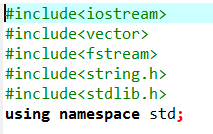 #include<iostream>
#include<vector>
#include<fstream>
#include<string.h>
#include<stdlib.h>
using namespace std;